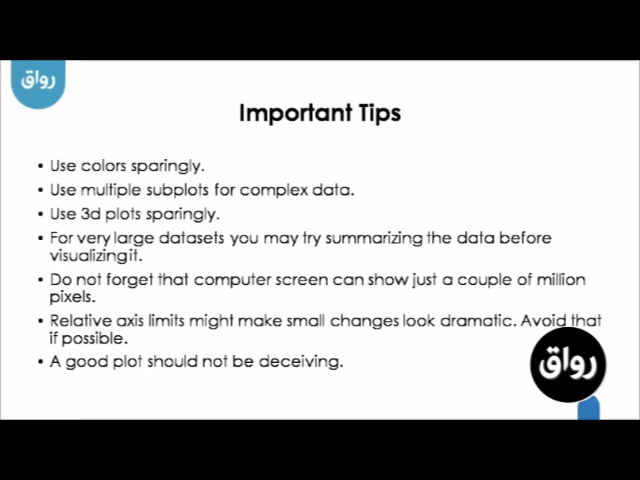 رواق
Important Tips
• Use colors sparingly.
• Use multiple subplots for complex data.
• Use 3d plots sparingly.
• For very large datasets you may try summarizing the data before
visualizing it.
• Do not forget that computer screen can show just a couple of million
pixels.
• Relative axis limits might make small changes look dramatic. Avoid that
if possible.
• A good plot should not be deceiving.
رواق